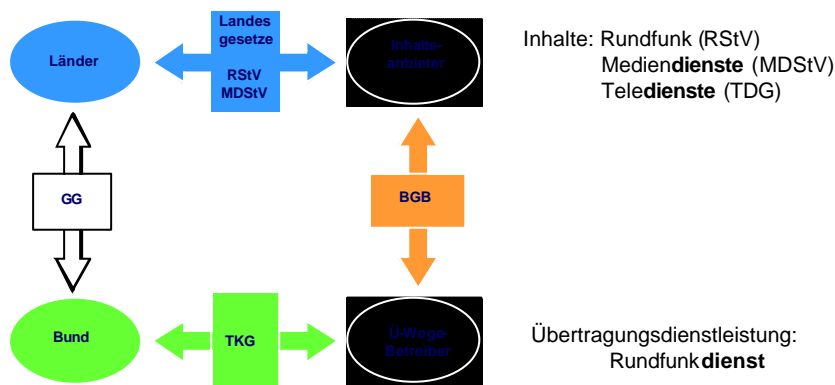 Länder
Landes
gesetze
RStV
MDStV
Inhalte-
anbieter
Inhalte: Rundfunk (RStV)
Mediendienste (MDStV)
Teledienste (TDG)
GG
BGB
Bund
TKG
Ü-Wege-
Betreiber
Übertragungsdienstleistung:
Rundfunkdienst